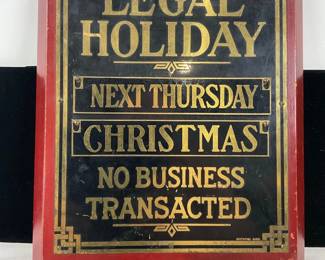 LEGAL
HOLIDAY
NEXT THURSDAY
CHRISTMAS
NO BUSINESS
TRANSACTED